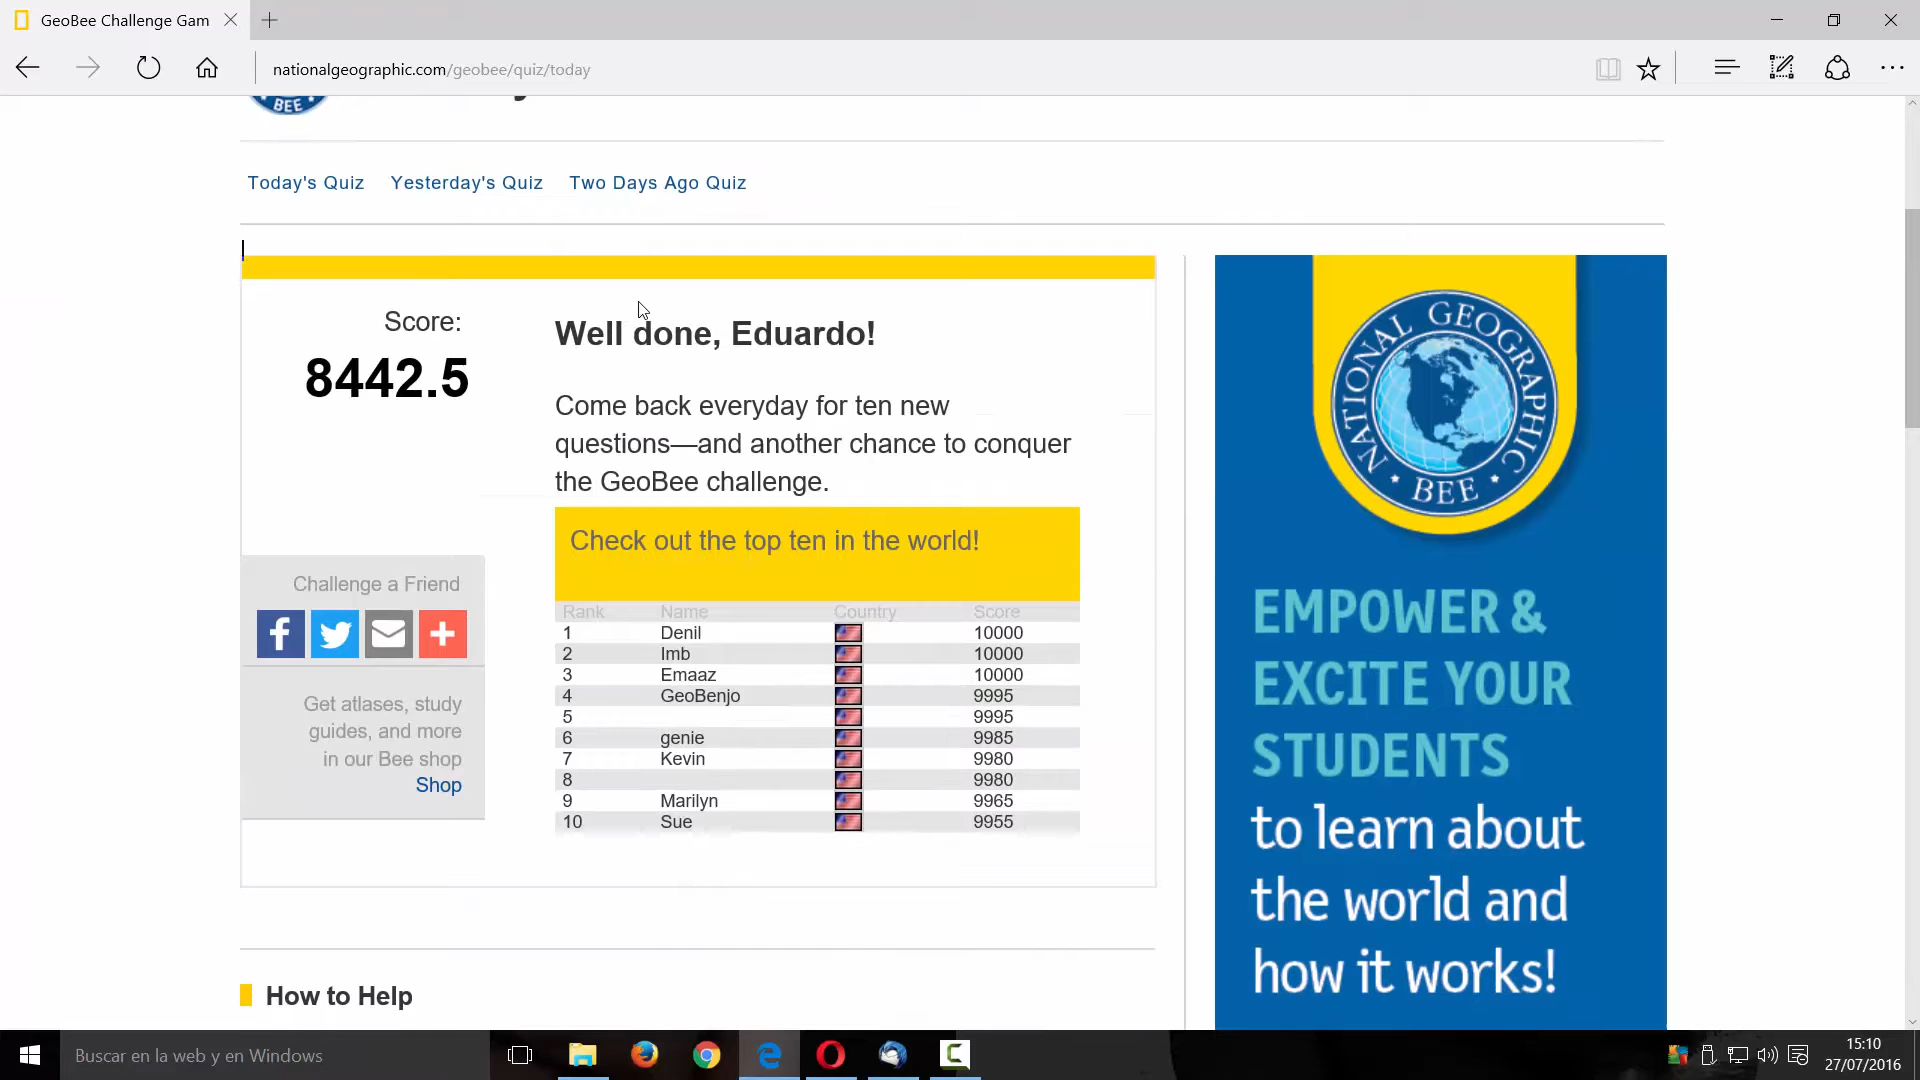 GeoBee Challenge Gam
nationalgeographic.com/geobee/quiz/today
BEE
Today's Quiz Yesterday's Quiz Two Days Ago Quiz
Score:
8442.5
Well done, Eduardo!
Come back everyday for ten new
questions—and another chance to conquer
the GeoBee challenge.
Check out the top ten in the world!
Rank Name Country Score
1 Denil 10000
2 Imb 10000
3 Emaaz 10000
4 GeoBenjo 9995
5 9995
6 genie 9985
7 Kevin 9980
8 9980
9 Marilyn 9965
10 Sue 9955
Challenge a Friend
Get atlases, study
guides, and more
in our Bee shop
Shop
How to Help
NATIONAL GEOGRAPHIC
BEE
EMPOWER &
EXCITE YOUR
STUDENTS
to learn about
the world and
how it works!
Buscar en la web y en Windows
15:10
27/07/2016